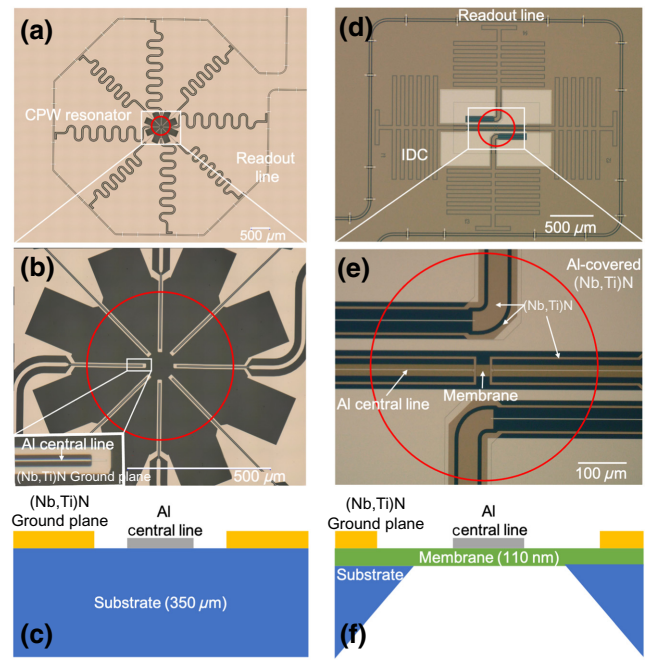 (a)
CPW resonator
Readout
line
500 μm
(b)
Al central line
(Nb,Ti)N Ground plane
500 μm
(Nb,Ti)N
Ground plane
Al
central line
Substrate (350 μm)
(c)
(d)
Readout line
IDC
500 μm
(e)
Al-covered
(Nb,Ti)N
(Nb,Ti)N
Al central line
Membrane
100 μm
(Nb,Ti)N
Ground plane
Al
central line
Membrane (110 nm)
Substrate
(f)